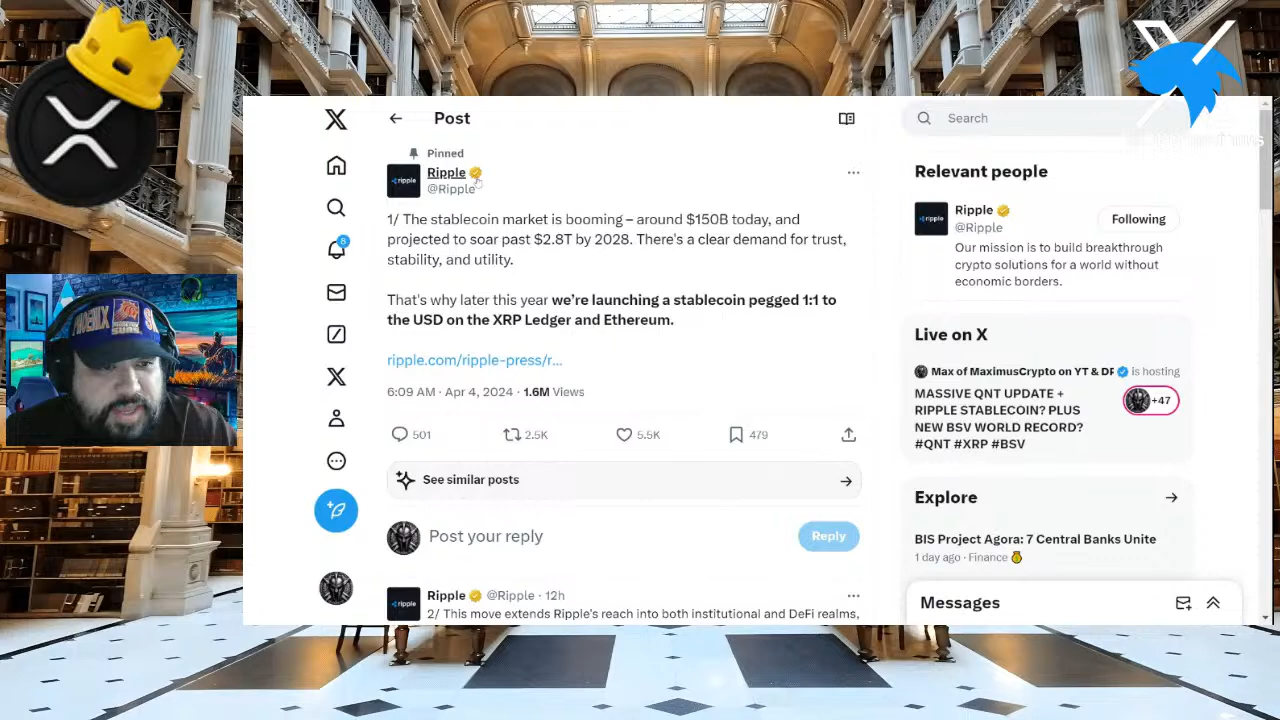 Post
Search
Pinned
Ripple
@Ripple
1/ The stablecoin market is booming – around $150B today, and
projected to soar past $2.8T by 2028. There's a clear demand for trust,
stability, and utility.
That's why later this year we're launching a stablecoin pegged 1:1 to
the USD on the XRP Ledger and Ethereum.
ripple.com/ripple-press/r...
6:09 AM · Apr 4, 2024 · 1.6M Views
501 2.5K 5.5K 479
See similar posts
Post your reply
Reply
Ripple @Ripple · 12h
2/ This move extends Ripple's reach into both institutional and DeFi realms,
8
ripple
ripple
Relevant people
ripple
Ripple
@Ripple
Following
Our mission is to build breakthrough
crypto solutions for a world without
economic borders.
Live on X
Max of MaximusCrypto on YT & DF is hosting
MASSIVE QNT UPDATE +
RIPPLE STABLECOIN? PLUS
NEW BSV WORLD RECORD?
#QNT #XRP #BSV
+47
Explore
BIS Project Agora: 7 Central Banks Unite
1 day ago · Finance
Messages
PHOENIX